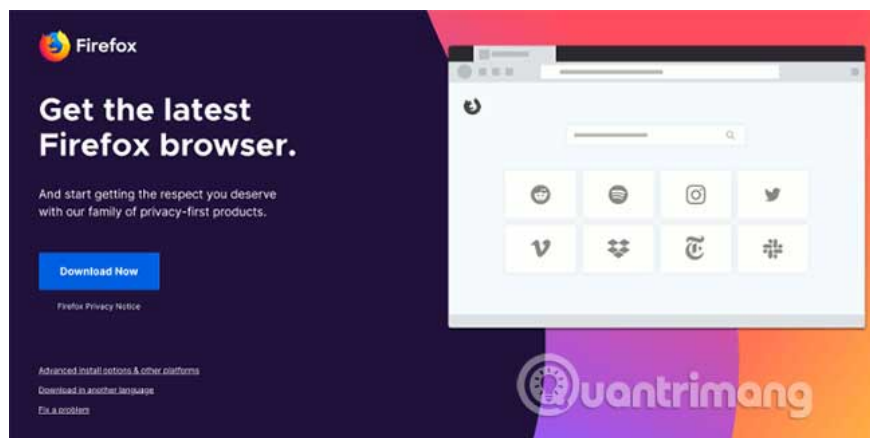 Firefox
Get the latest
Firefox browser.
And start getting the respect you deserve
with our family of privacy-first products.
Download Now
Firefox Privacy Notice
Advanced install options & other platforms
Download in another language
Fix a problem
Quantrimang